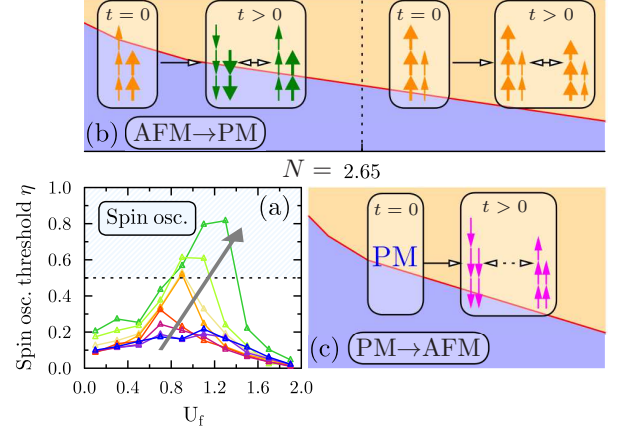 t = 0
t > 0
t = 0
t > 0
(b) AFM→PM
N = 2.65
Spin osc. threshold η
1.0
0.8
0.6
0.4
0.2
0.0
Spin osc.
(a)
0.0 0.4 0.8 1.2 1.6 2.0
U_f
t = 0
t > 0
PM
(c) PM→AFM